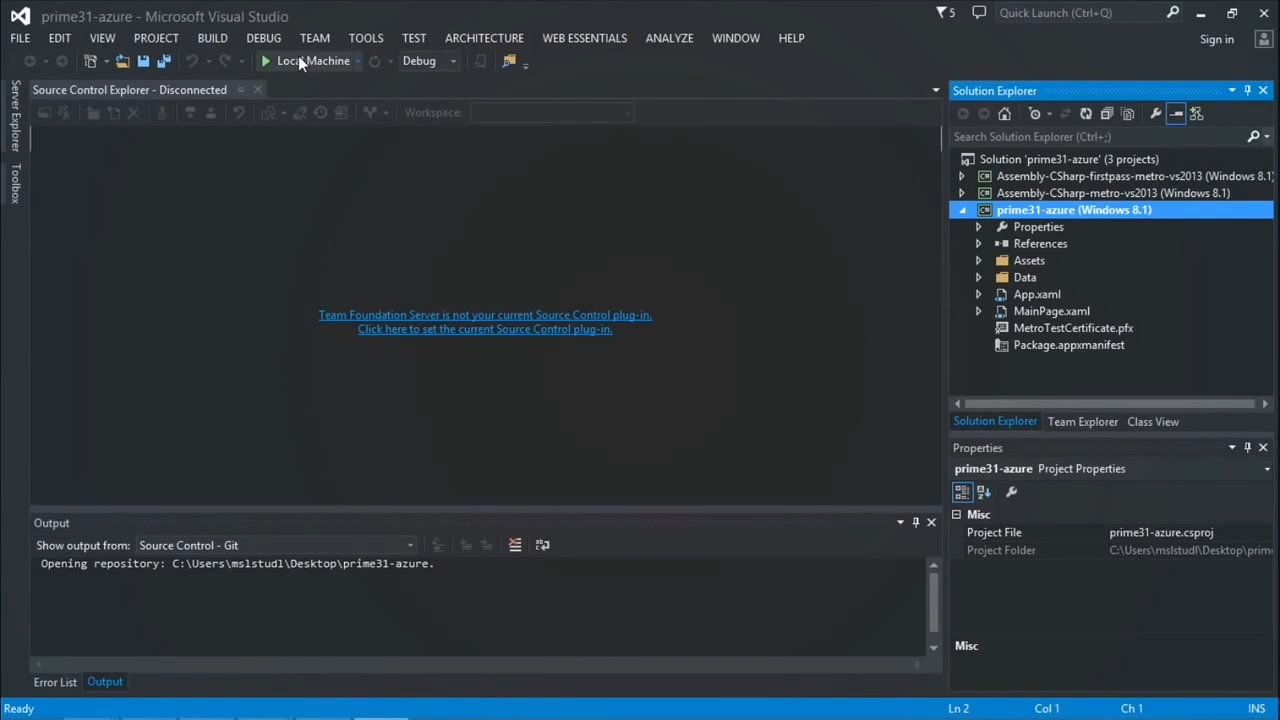 prime31-azure - Microsoft Visual Studio
5
Quick Launch (Ctrl+Q)
FILE EDIT VIEW PROJECT BUILD DEBUG TEAM TOOLS TEST ARCHITECTURE WEB ESSENTIALS ANALYZE WINDOW HELP
Sign in
Local Machine
Debug
Server Explorer
Toolbox
Source Control Explorer - Disconnected
Workspace:
Team Foundation Server is not your current Source Control plug-in.
Click here to set the current Source Control plug-in.
Solution Explorer
Search Solution Explorer (Ctrl+;)
Solution 'prime31-azure' (3 projects)
Assembly-CSharp-firstpass-metro-vs2013 (Windows 8.1)
Assembly-CSharp-metro-vs2013 (Windows 8.1)
prime31-azure (Windows 8.1)
Properties
References
Assets
Data
App.xaml
MainPage.xaml
MetroTestCertificate.pfx
Package.appxmanifest
Solution Explorer Team Explorer Class View
Properties
prime31-azure Project Properties
Misc
Project File prime31-azure.csproj
Project Folder C:\Users\mslstudl\Desktop\prime
Misc
Output
Show output from: Source Control - Git
Opening repository: C:\Users\mslstudl\Desktop\prime31-azure.
Error List Output
Ready
Ln 2 Col 1 Ch 1 INS